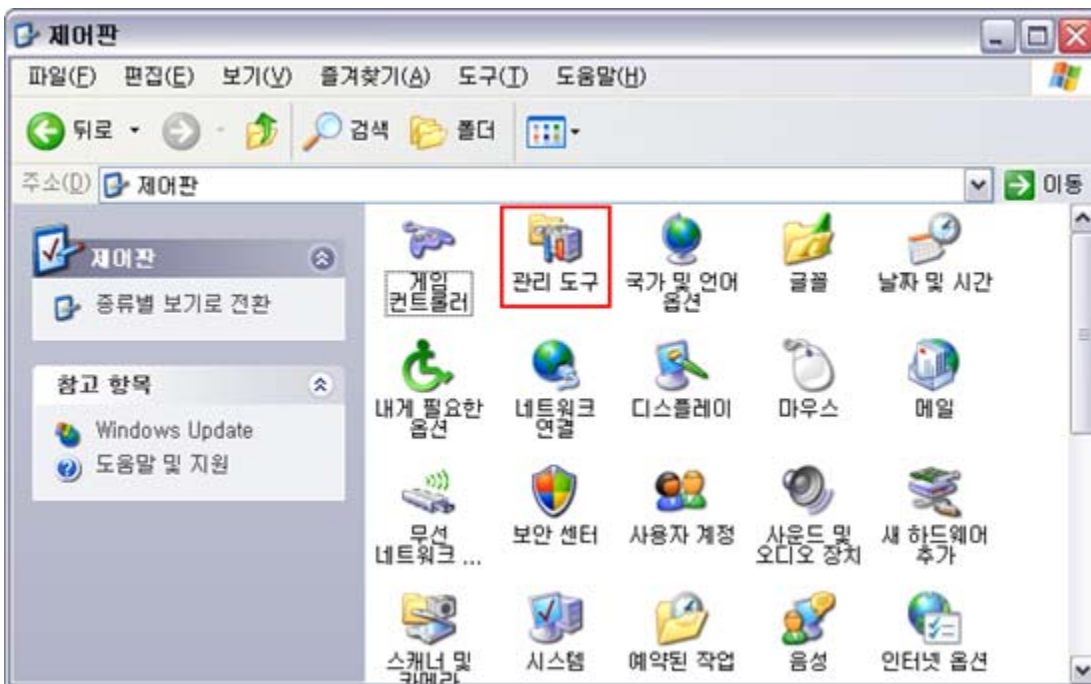 제어판
파일(F) 편집(E) 보기(V) 즐겨찾기(A) 도구(T) 도움말(H)
뒤로 검색 폴더
주소(D) 제어판 이동
제어판
종류별 보기로 전환
참고 항목
Windows Update
도움말 및 지원
게임
컨트롤러
관리 도구
국가 및 언어
옵션
글꼴
날짜 및 시간
내게 필요한
옵션
네트워크
연결
디스플레이
마우스
메일
무선
네트워크 ...
보안 센터
사용자 계정
사운드 및
오디오 장치
새 하드웨어
추가
스캐너 및
카메라
시스템
예약된 작업
음성
인터넷 옵션